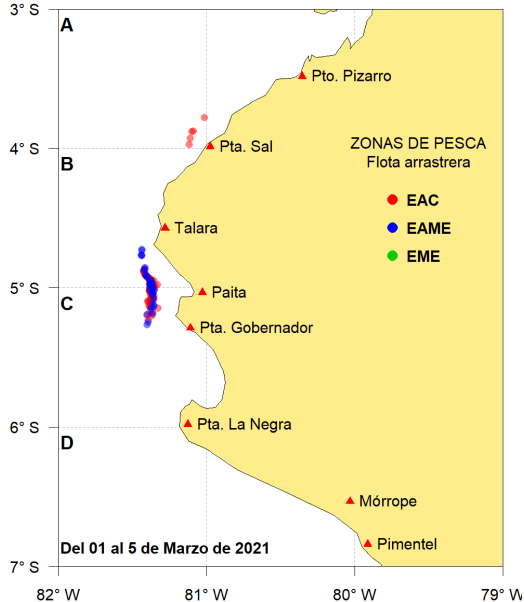 3° S
A
Pto. Pizarro
ZONAS DE PESCA
Flota arrastrera
4° S
Pta. Sal
B
EAC
EAME
EME
Talara
5° S
Paita
C
Pta. Gobernador
6° S
Pta. La Negra
D
Mórrope
Pimentel
Del 01 al 5 de Marzo de 2021
7° S
82° W
81° W
80° W
79° W